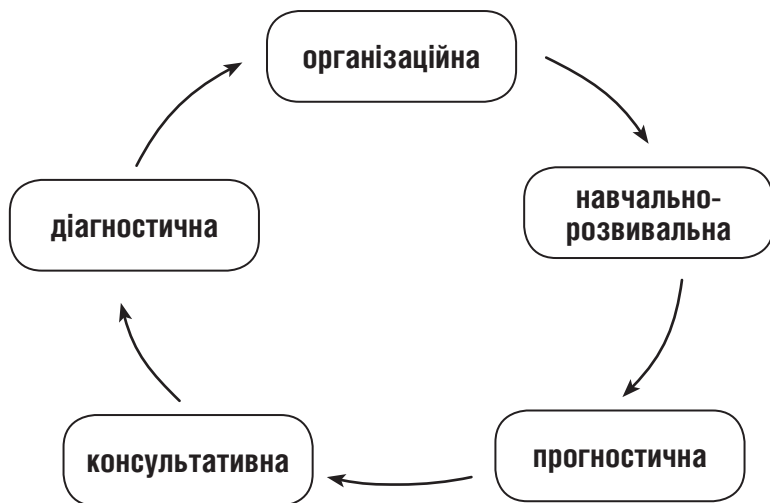 організаційна
навчально-
розвивальна
прогностична
консультативна
діагностична